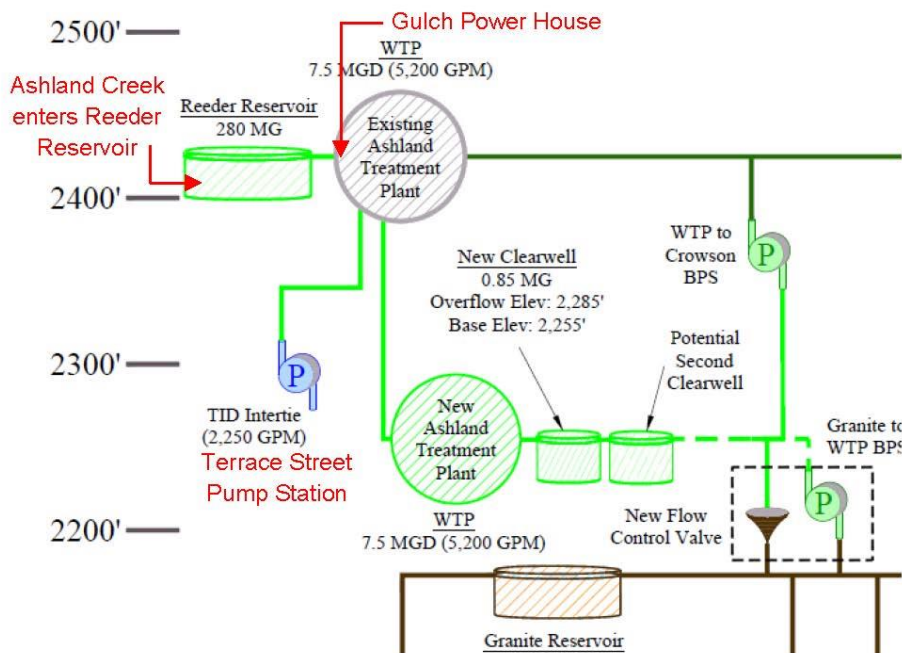 2500'
Gulch Power House
WTP
7.5 MGD (5,200 GPM)
Ashland Creek
enters Reeder
Reservoir
Reeder Reservoir
280 MG
Existing
Ashland
Treatment
Plant
2400'
WTP to
Crowson
BPS
P
New Clearwell
0.85 MG
Overflow Elev: 2,285'
Base Elev: 2,255'
Potential
Second
Clearwell
2300'
P
TID Intertie
(2,250 GPM)
Terrace Street
Pump Station
New
Ashland
Treatment
Plant
Granite to
WTP BPS
WTP
7.5 MGD (5,200 GPM)
New Flow
Control Valve
P
2200'
Granite Reservoir